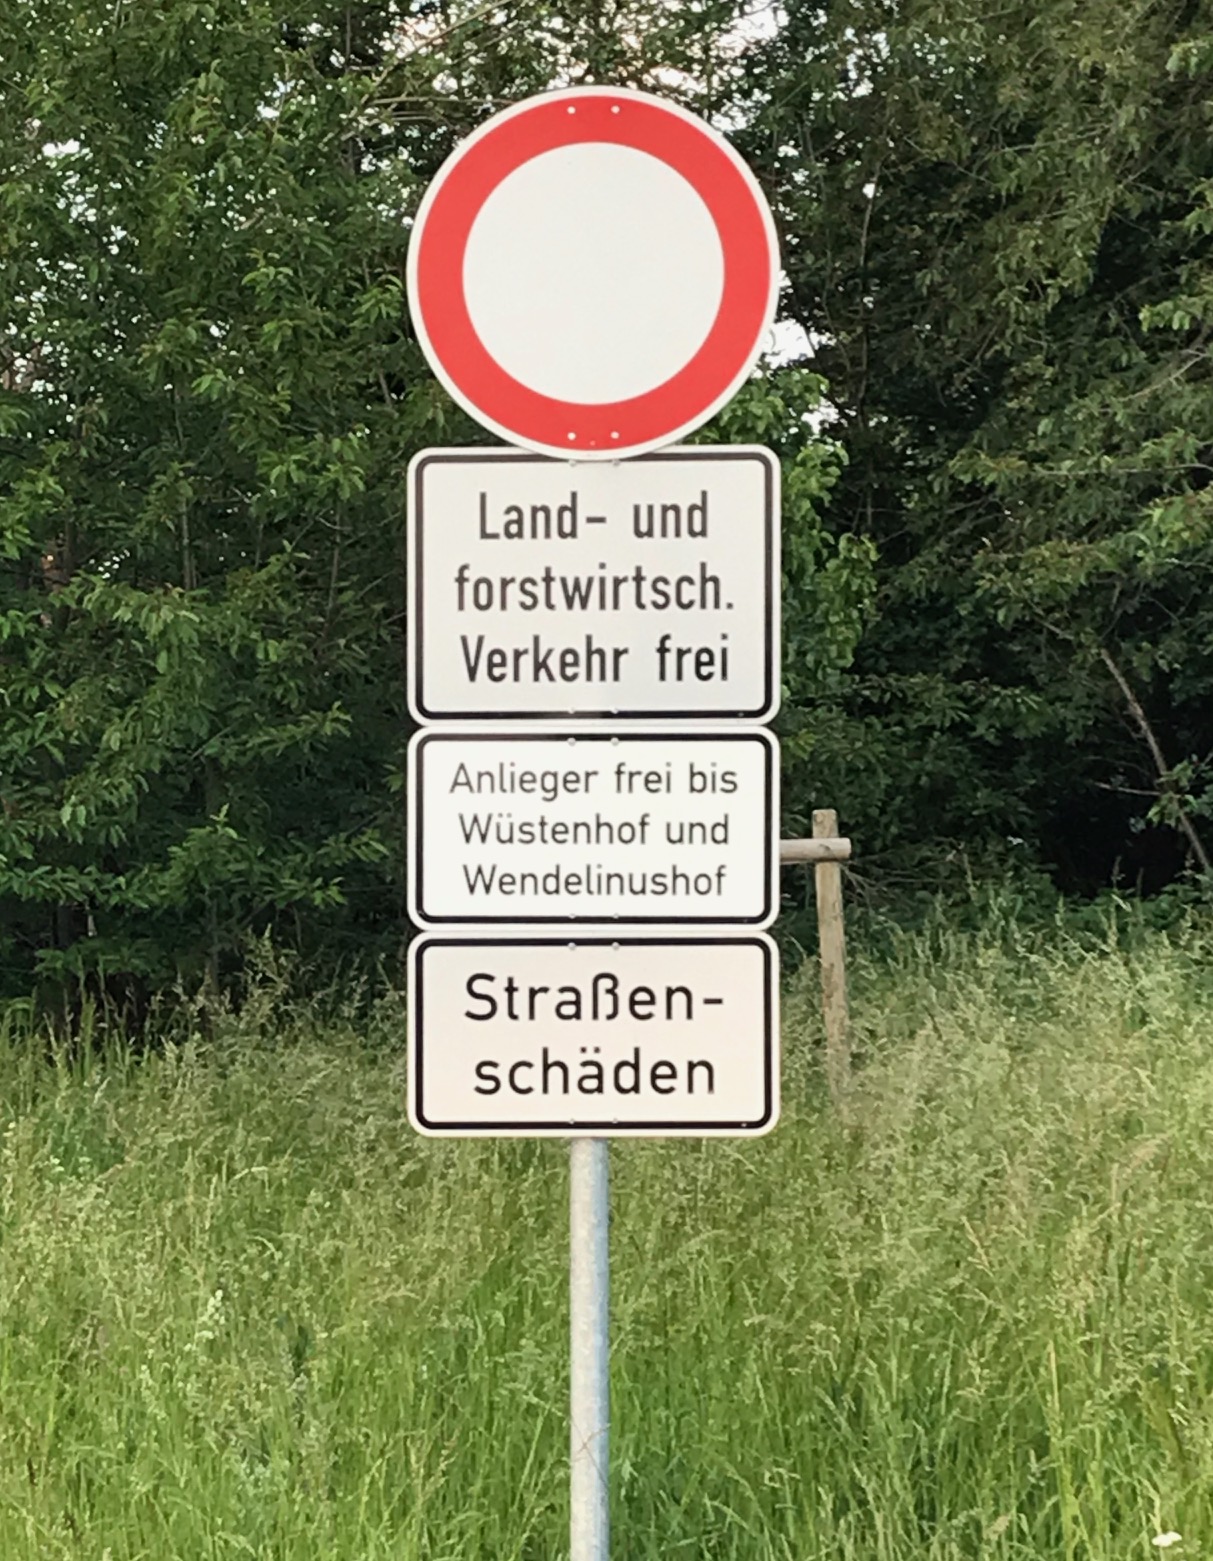 Land- und
forstwirtsch.
Verkehr frei
Anlieger frei bis
Wüstenhof und
Wendelinushof
Straßen-
schäden